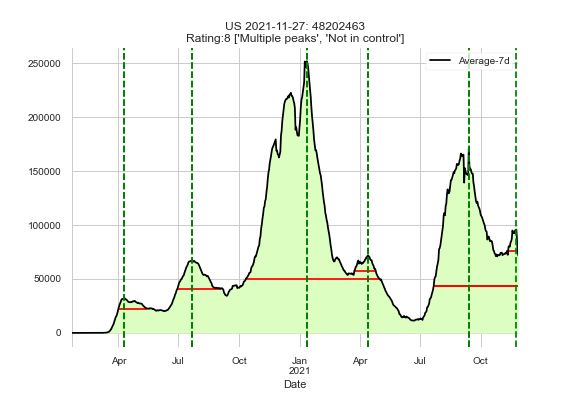 US 2021-11-27: 48202463
Rating:8 ['Multiple peaks', 'Not in control']
Average-7d
250000
200000
150000
100000
50000
0
Apr Jul Oct Jan Apr Jul Oct
2021
Date